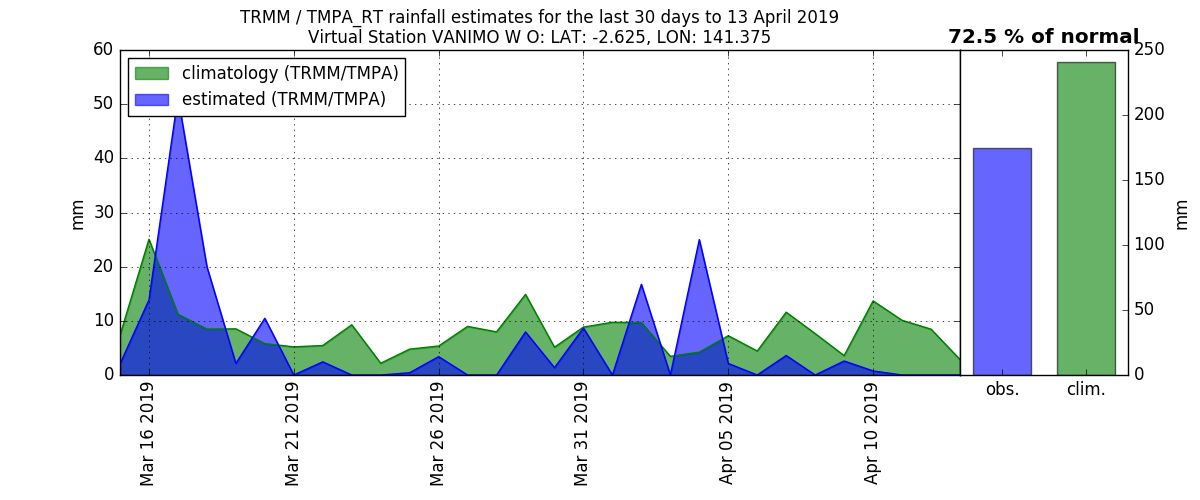 TRMM / TMPA_RT rainfall estimates for the last 30 days to 13 April 2019
Virtual Station VANIMO W O: LAT: -2.625, LON: 141.375
72.5 % of normal
climatology (TRMM/TMPA)
estimated (TRMM/TMPA)
60
50
40
30
20
10
0
mm
Mar 16 2019
Mar 21 2019
Mar 26 2019
Mar 31 2019
Apr 05 2019
Apr 10 2019
250
200
150
100
50
0
mm
obs.
clim.